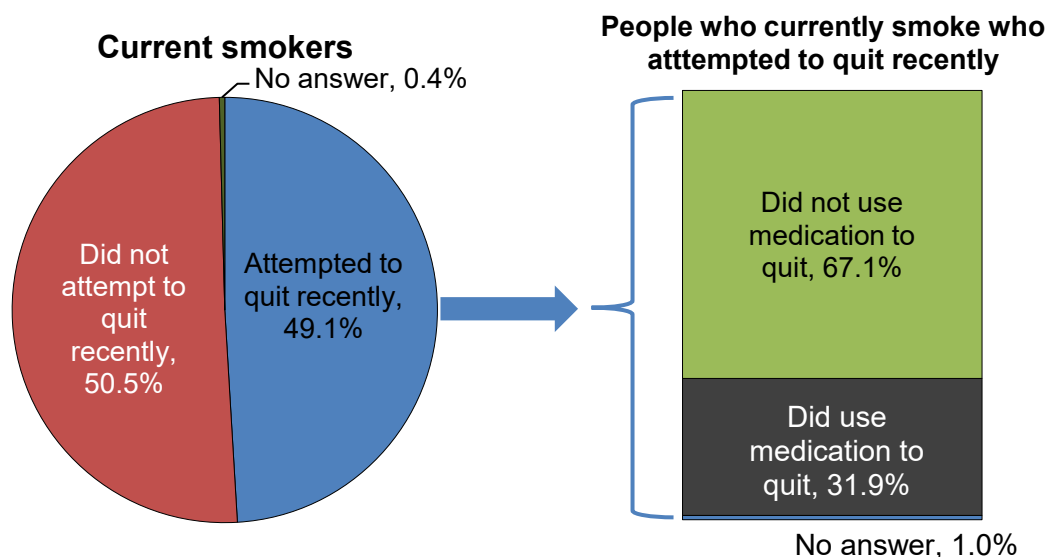 Current smokers
No answer, 0.4%
Did not
attempt to
quit
recently,
50.5%
Attempted to
quit recently,
49.1%
People who currently smoke who
atttempted to quit recently
Did not use
medication to
quit, 67.1%
Did use
medication to
quit, 31.9%
No answer, 1.0%